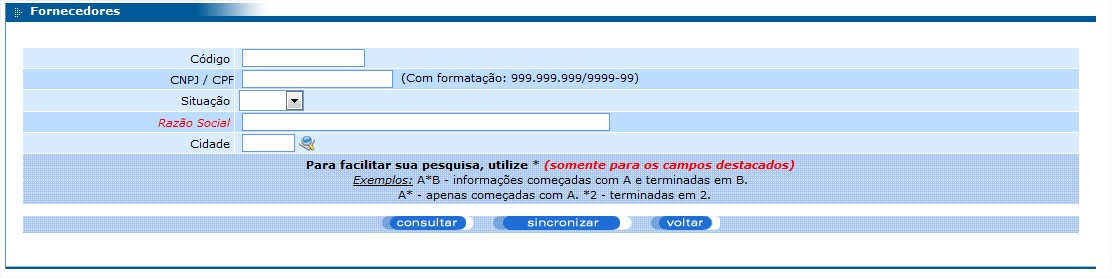 Fornecedores
Código
CNPJ / CPF (Com formatação: 999.999.999/9999-99)
Situação
Razão Social
Cidade
Para facilitar sua pesquisa, utilize * (somente para os campos destacados)
Exemplos: A*B - informações começadas com A e terminadas em B.
A* - apenas começadas com A. *2 - terminadas em 2.
consultar sincronizar voltar